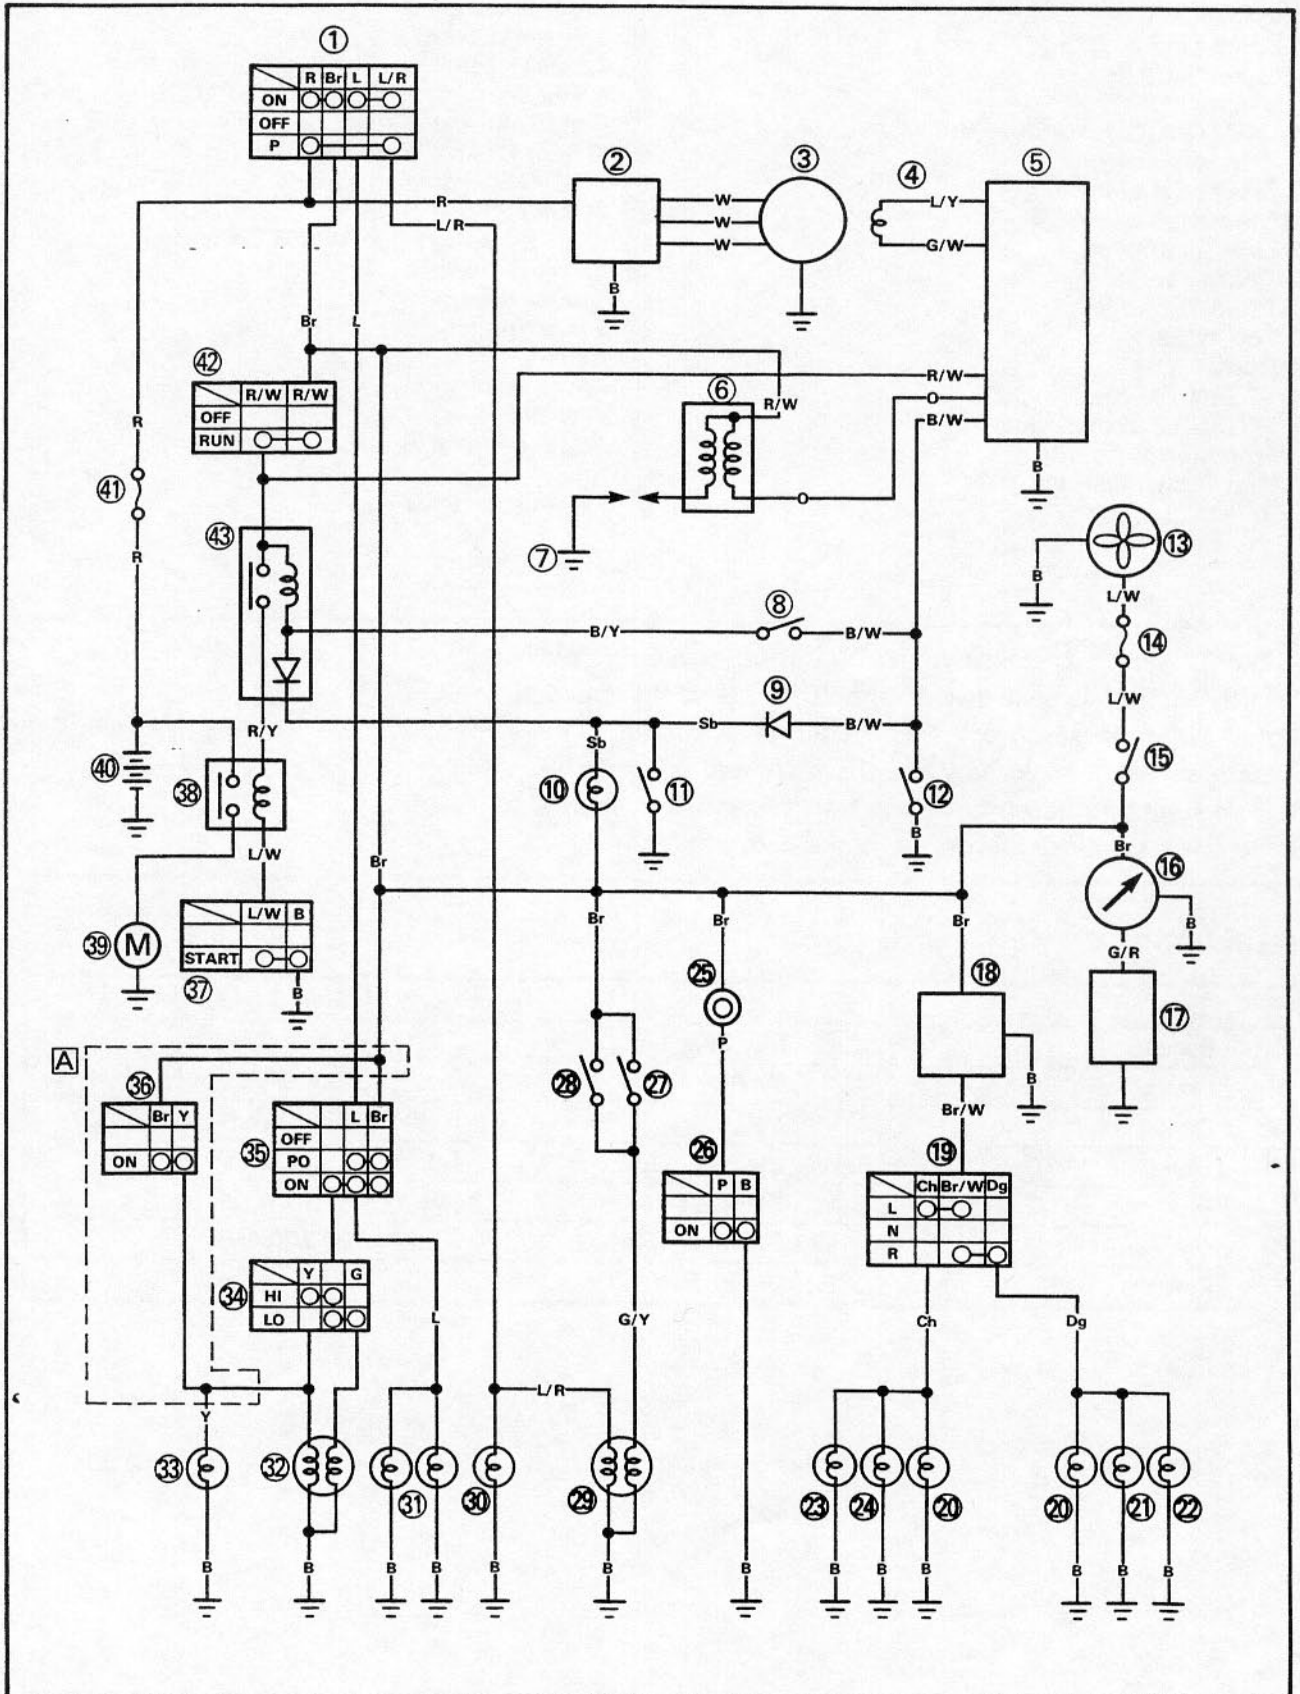 ①
R Br L L/R
ON
OFF
P
② ③ ④ ⑤
R W L/Y
L/R W G/W
W
B
Br L
㊷
R/W R/W
OFF
RUN
R/W
⑥
R/W O
B/W
R
B
㊶
O
㊸
⑦
⑬
R
B
L/W
⑧
B/Y B/W
⑭
⑨
L/W
Sb B/W
R/Y
Sb
⑮
㊵ ㊳ ⑩ ⑪ ⑫
B
L/W
Br
Br
⑯
L/W B
START
㊴
M
㊲
B
Br Br Br
B
G/R
㉕ ⑱
⑰
A
P
㊱ ㉘ ㉗
B
Br Y
ON
L Br
OFF
PO
ON
㉟
Br/W
㉖ ⑲
P B
ON
Ch Br/W Dg
L
N
R
㉞
Y G
HI
LO
L G/Y Ch Dg
L/R
Y
㉝ ㉜ ㉛ ㉚ ㉙ ㉓ ㉔ ⑳ ⑳ ㉑ ㉒
B B B B B B B B B B B B B